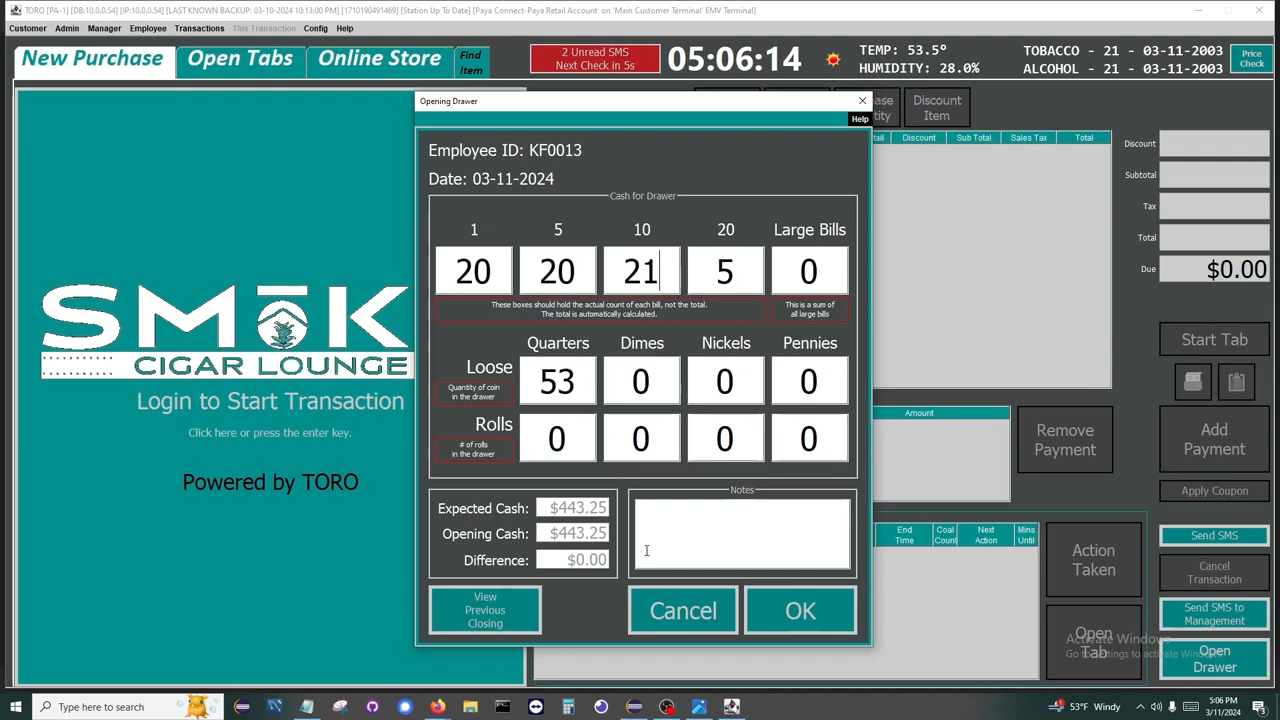 TORO [PA-1] [DB:10.0.0.54] [IP:10.0.0.54] [LAST KNOWN BACKUP: 03-10-2024 10:13:00 PM] [1710190491469] [Station Up To Date] [Paya Connect-Paya Retail Account on 'Main Customer Terminal' EMV Terminal]
Customer Admin Manager Employee Transactions This Transaction Config Help
New Purchase Open Tabs Online Store Find Item
2 Unread SMS
Next Check in 5s
05:06:14
TEMP: 53.5°
HUMIDITY: 28.0%
TOBACCO - 21 - 03-11-2003
ALCOHOL - 21 - 03-11-2003
Price Check
Opening Drawer
Help
Employee ID: KF0013
Date: 03-11-2024
Cash for Drawer
1 5 10 20 Large Bills
20 20 21 5 0
These boxes should hold the actual count of each bill, not the total.
The total is automatically calculated.
This is a sum of
all large bills
Quarters Dimes Nickels Pennies
Loose 53 0 0 0
Quantity of coin
in the drawer
Rolls 0 0 0 0
# of rolls
in the drawer
Expected Cash: $443.25
Opening Cash: $443.25
Difference: $0.00
Notes
View
Previous
Closing
Cancel
OK
SMŌK
CIGAR LOUNGE
Login to Start Transaction
Click here or press the enter key.
Powered by TORO
Discount
Item
Discount Sub Total Sales Tax Total
Discount
Subtotal
Tax
Total
Due $0.00
Start Tab
Amount
Remove
Payment
Add
Payment
Apply Coupon
End
Time
Coal
Count
Next
Action
Mins
Until
Action
Taken
Open
Tab
Send SMS
Cancel
Transaction
Send SMS to
Management
Open
Drawer
Activate Windows
Go to Settings to activate Windows.
Type here to search
53°F Windy
5:06 PM
3/11/2024